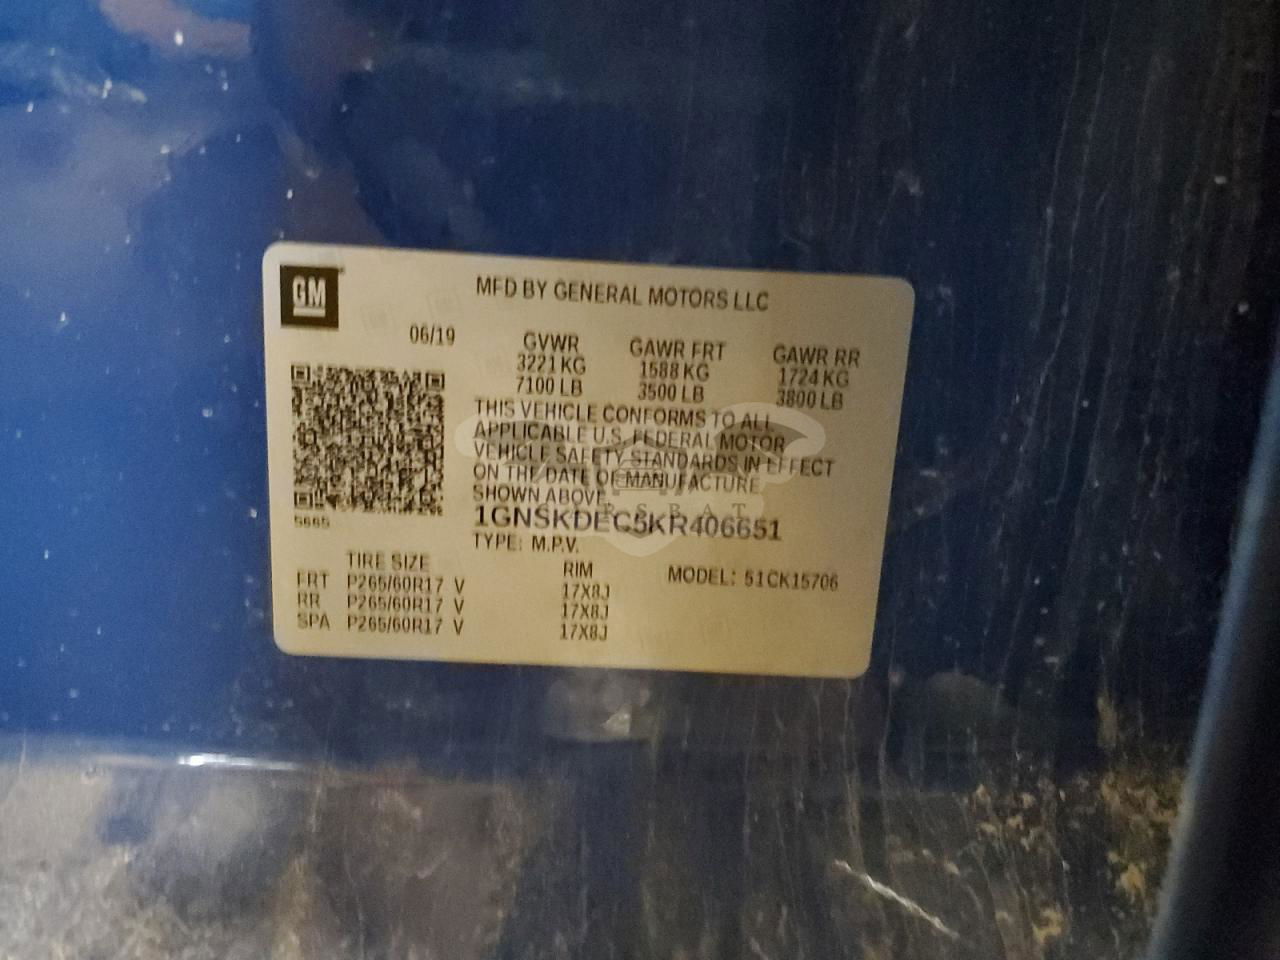 GM
MFD BY GENERAL MOTORS LLC
06/19
GVWR GAWR FRT GAWR RR
3221 KG 1588 KG 1724 KG
7100 LB 3500 LB 3800 LB
THIS VEHICLE CONFORMS TO ALL
APPLICABLE U.S. FEDERAL MOTOR
VEHICLE SAFETY STANDARDS IN EFFECT
ON THE DATE OF MANUFACTURE
SHOWN ABOVE
1GNSKDEC5KR406651
5665
TYPE: M.P.V.
TIRE SIZE RIM MODEL: 51CK15706
FRT P265/60R17 V 17X8J
RR P265/60R17 V 17X8J
SPA P265/60R17 V 17X8J